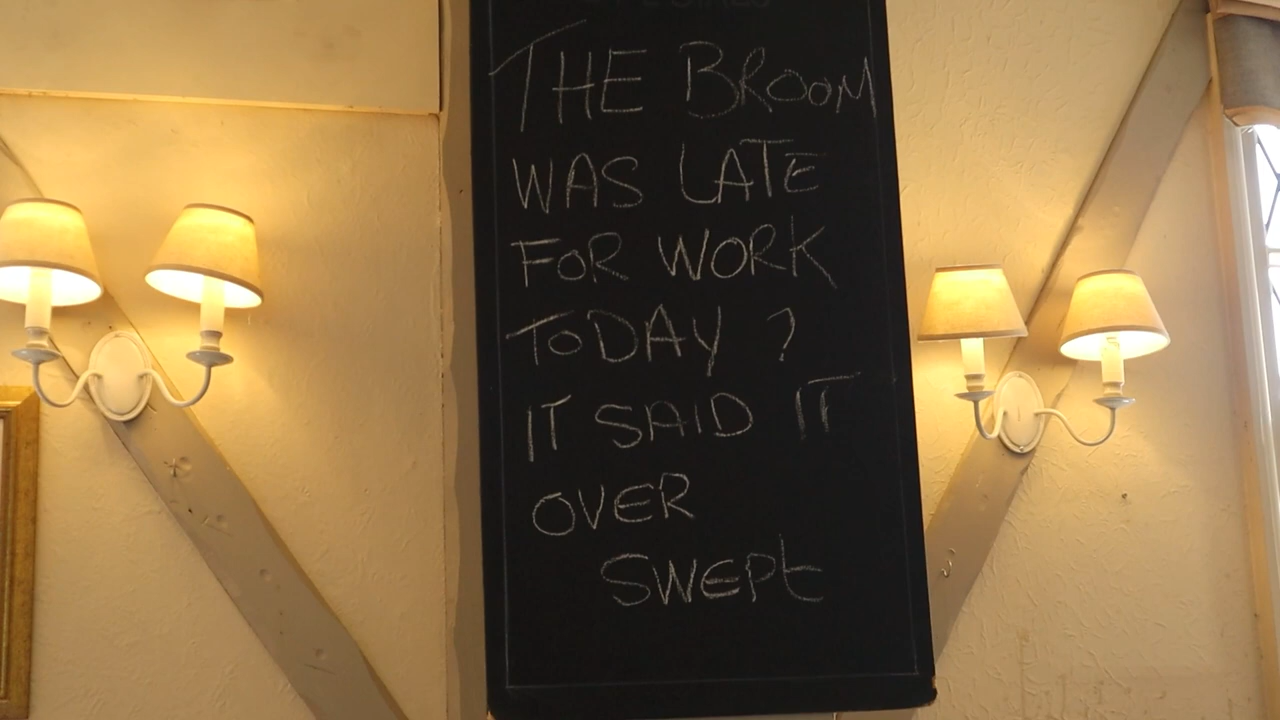 THE BROOM
WAS LATE
FOR WORK
TODAY ?
IT SAID IT
OVER
SWEPT